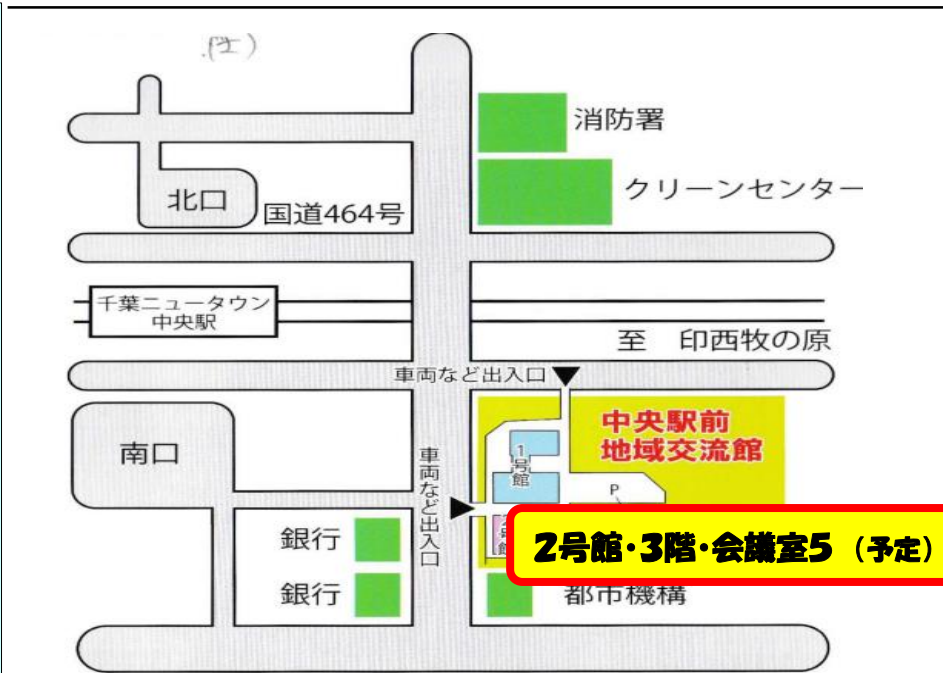 消防署
クリーンセンター
北口
国道464号
千葉ニュータウン
中央駅
至 印西牧の原
車両など出入口
中央駅前
地域交流館
南口
1号館
車両など出入口
P
2号館・3階・会議室5（予定）
銀行
銀行
都市機構